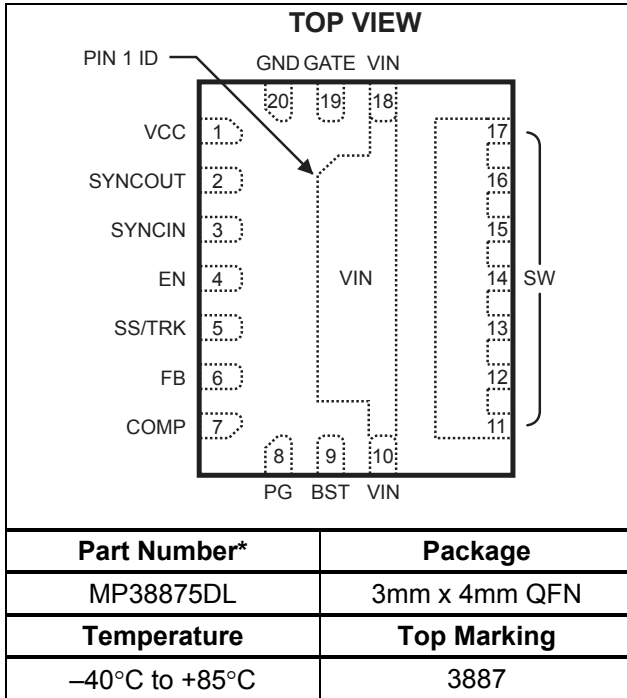 TOP VIEW
PIN 1 ID
GND GATE VIN
20 19 18
VCC 1
SYNCOUT 2
SYNCIN 3
EN 4
SS/TRK 5
FB 6
COMP 7
VIN
17
16
15
14
13
12
11
SW
8 9 10
PG BST VIN
Part Number* Package
MP38875DL 3mm x 4mm QFN
Temperature Top Marking
–40°C to +85°C 3887